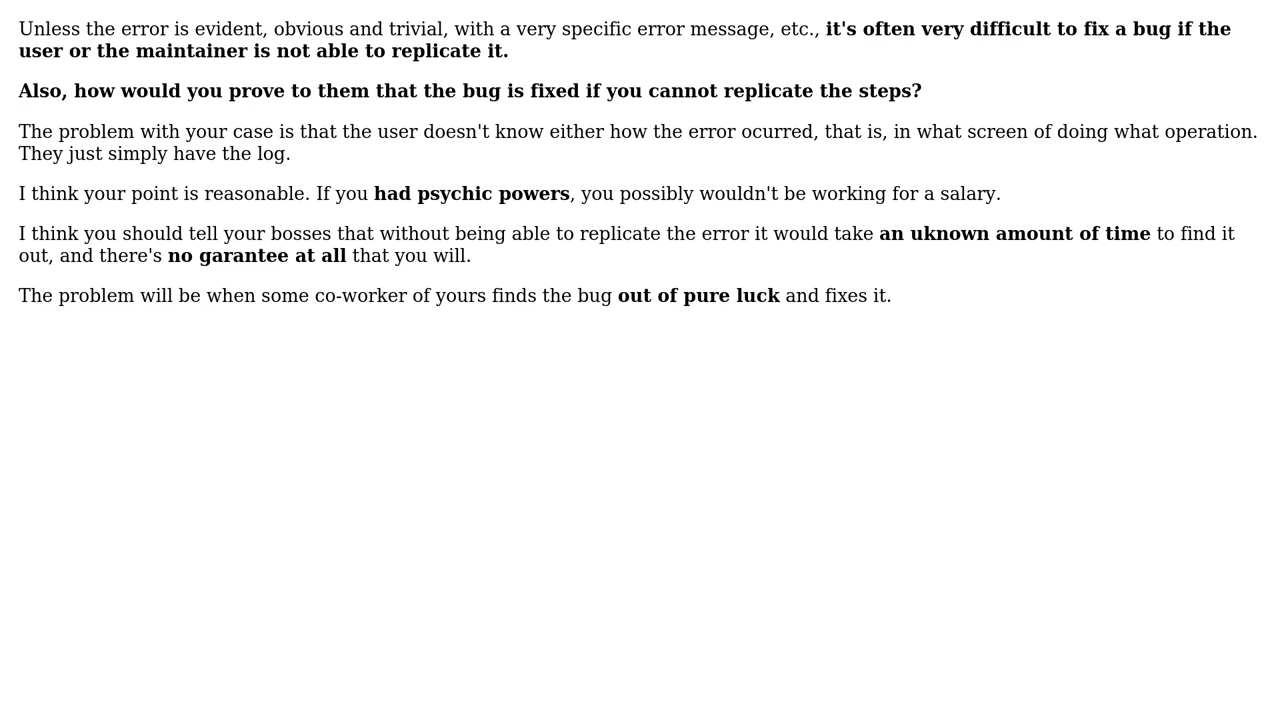 Unless the error is evident, obvious and trivial, with a very specific error message, etc., it's often very difficult to fix a bug if the
user or the maintainer is not able to replicate it.
Also, how would you prove to them that the bug is fixed if you cannot replicate the steps?
The problem with your case is that the user doesn't know either how the error ocurred, that is, in what screen of doing what operation.
They just simply have the log.
I think your point is reasonable. If you had psychic powers, you possibly wouldn't be working for a salary.
I think you should tell your bosses that without being able to replicate the error it would take an uknown amount of time to find it
out, and there's no garantee at all that you will.
The problem will be when some co-worker of yours finds the bug out of pure luck and fixes it.